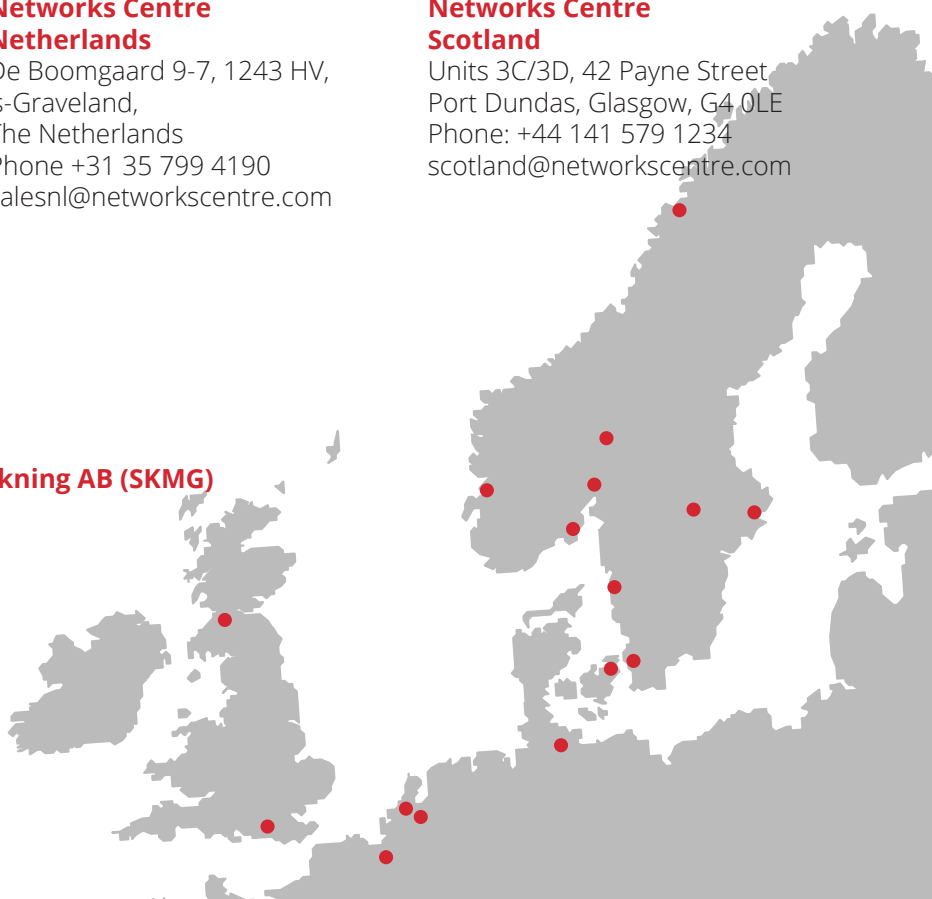 Networks Centre
Netherlands
De Boomgaard 9-7, 1243 HV,
s-Graveland,
The Netherlands
Phone +31 35 799 4190
alesnl@networkscentre.com
Networks Centre
Scotland
Units 3C/3D, 42 Payne Street
Port Dundas, Glasgow, G4 0LE
Phone: +44 141 579 1234
scotland@networkscentre.com
kning AB (SKMG)